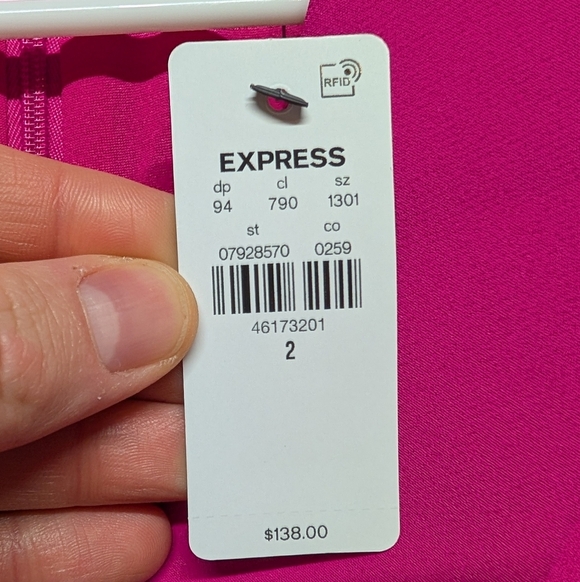 RFID
EXPRESS
dp cl sz
94 790 1301
st co
07928570 0259
46173201
2
$138.00